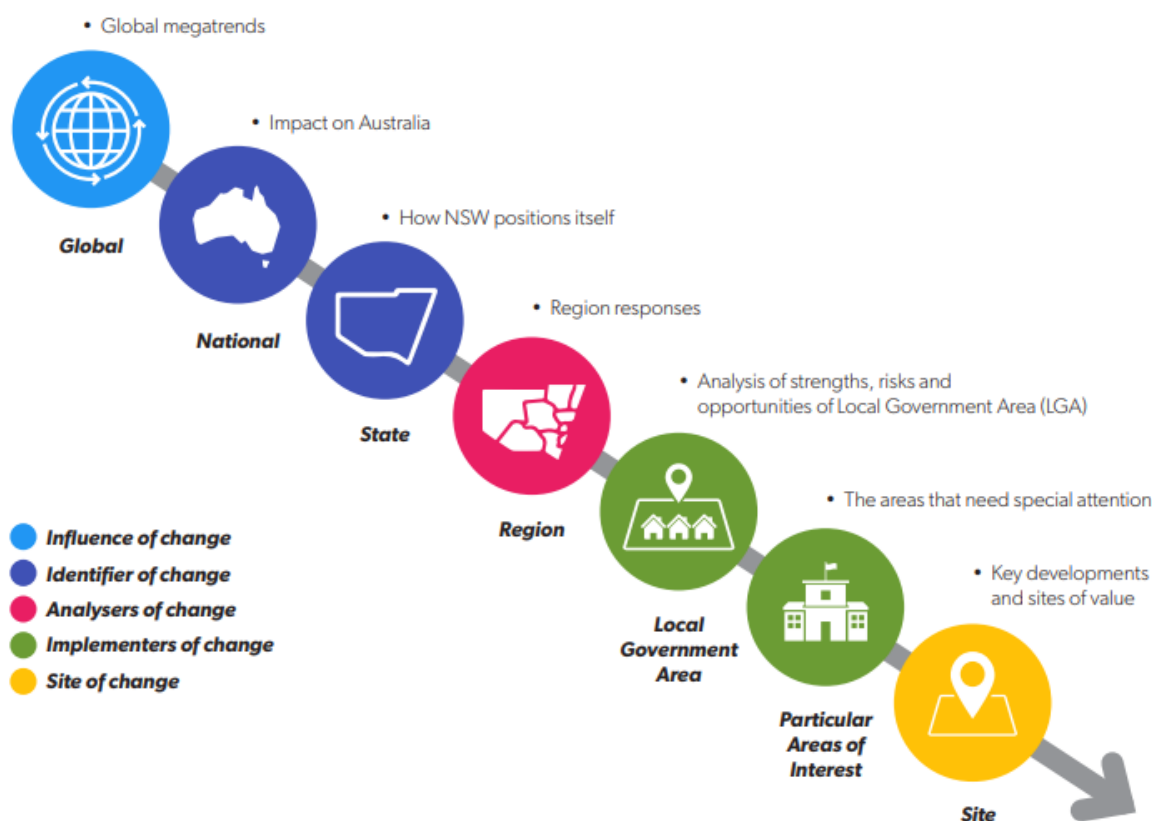 • Global megatrends
Global
• Impact on Australia
National
• How NSW positions itself
State
• Region responses
Region
• Analysis of strengths, risks and
opportunities of Local Government Area (LGA)
Local
Government
Area
• The areas that need special attention
Particular
Areas of
Interest
• Key developments
and sites of value
Site
Influence of change
Identifier of change
Analysers of change
Implementers of change
Site of change